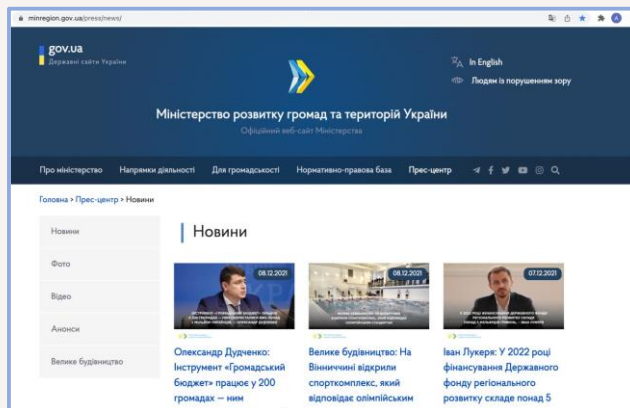 minregion.gov.ua/press/news/
gov.ua
Державні сайти України
In English
Людям із порушенням зору
Міністерство розвитку громад та територій України
Офіційний веб-сайт Міністерства
Про міністерство Напрямки діяльності Для громадськості Нормативно-правова база Прес-центр
Головна > Прес-центр > Новини
Новини
Фото
Відео
Анонси
Велике будівництво
Новини
08.12.2021
Олександр Дудченко:
Інструмент «Громадський
бюджет» працює у 200
громадах — ним
08.12.2021
Велике будівництво: На
Вінниччині відкрили
спорткомплекс, який
відповідає олімпійським
07.12.2021
Іван Лукеря: У 2022 році
фінансування Державного
фонду регіонального
розвитку складе понад 5